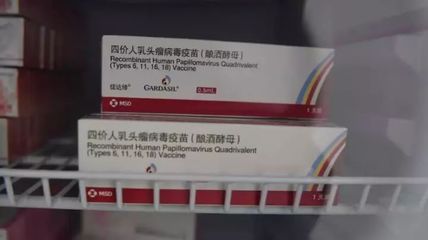 四价人乳头瘤病毒疫苗（酿酒酵母）
Recombinant Human Papillomavirus Quadrivalent
(Types 6, 11, 16, 18) Vaccine
佳达修 GARDASIL 0.5mL
MSD
四价人乳头瘤病毒疫苗（酿酒酵母）
Recombinant Human Papillomavirus Quadrivalent
(Types 6, 11, 16, 18) Vaccine
MSD